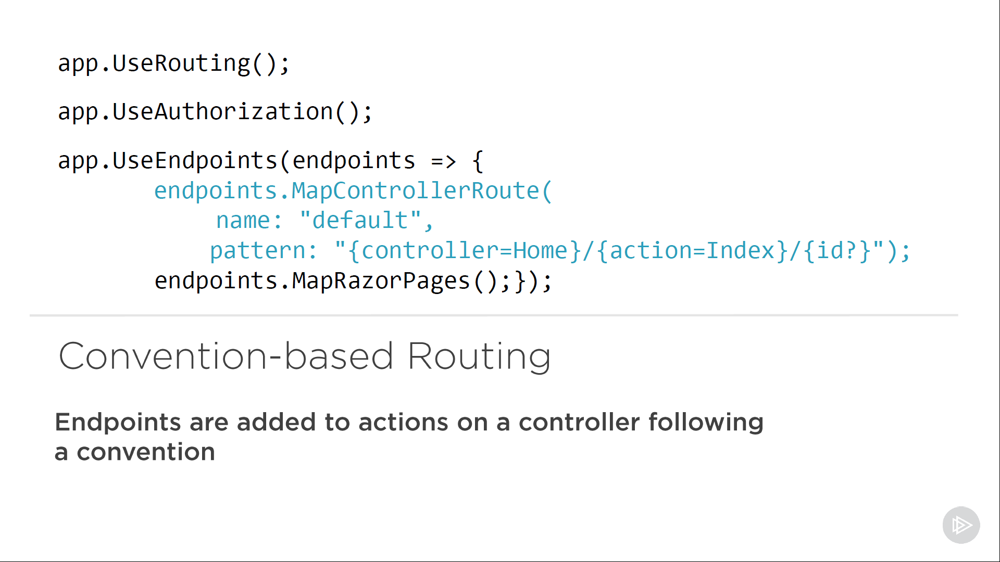 app.UseRouting();
app.UseAuthorization();
app.UseEndpoints(endpoints => {
endpoints.MapControllerRoute(
name: "default",
pattern: "{controller=Home}/{action=Index}/{id?}");
endpoints.MapRazorPages();});
Convention-based Routing
Endpoints are added to actions on a controller following
a convention